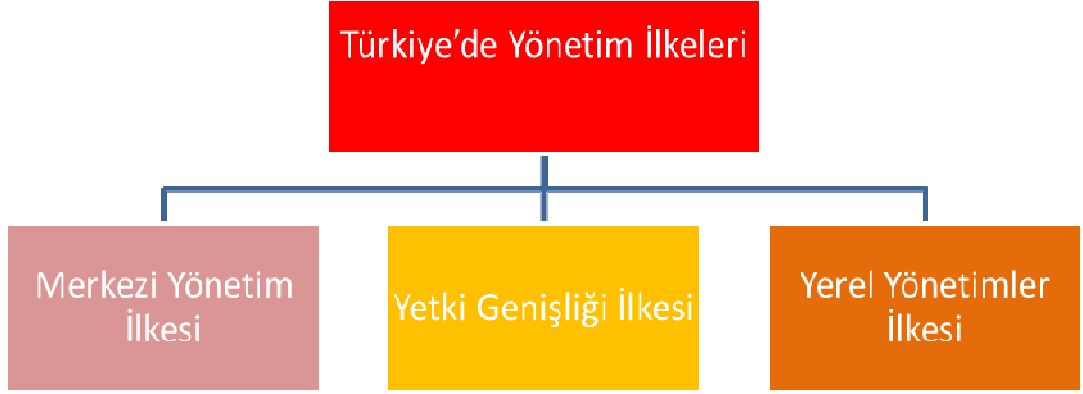 Türkiye'de Yönetim İlkeleri
Merkezi Yönetim
İlkesi
Yetki Genişliği İlkesi
Yerel Yönetimler
İlkesi